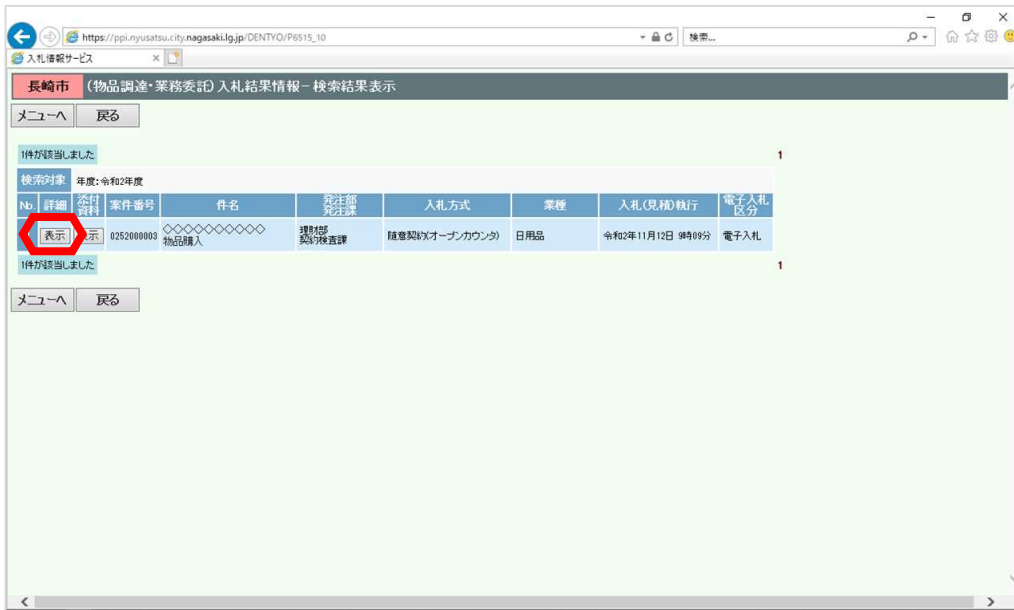 https://ppi.nyusatsu.city.nagasaki.lg.jp/DENTYO/P6515_10
検索...
入札情報サービス
長崎市 (物品調達・業務委託)入札結果情報－検索結果表示
メニューへ 戻る
1件が該当しました 1
検索対象 年度:令和2年度
No. 詳細 添付資料 案件番号 件名 発注部 発注課 入札方式 業種 入札(見積)執行 電子入札区分
表示 表示 0252000003 ◇◇◇◇◇◇◇◇◇◇ 物品購入 理財部 契約検査課 随意契約(オープンカウンタ) 日用品 令和2年11月12日 9時09分 電子入札
1件が該当しました 1
メニューへ 戻る